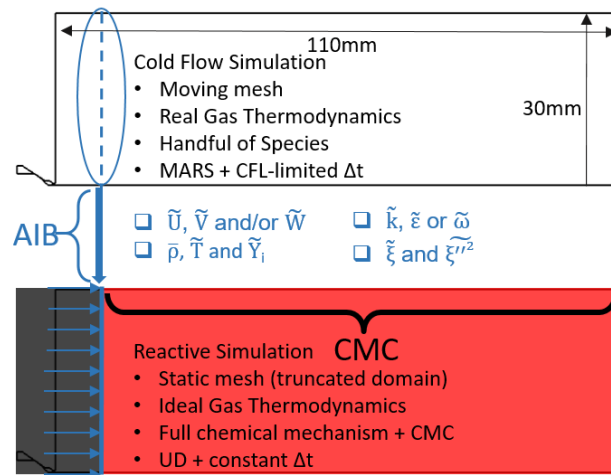 110mm
Cold Flow Simulation
30mm
• Moving mesh
• Real Gas Thermodynamics
• Handful of Species
• MARS + CFL-limited Δt
AIB
❑ Ũ, Ṽ and/or W̃
❑ k̃, ε̃ or ω̃
❑ ρ̄, T̃ and Ỹᵢ
❑ ξ̃ and ξ''²̃
Reactive Simulation CMC
• Static mesh (truncated domain)
• Ideal Gas Thermodynamics
• Full chemical mechanism + CMC
• UD + constant Δt